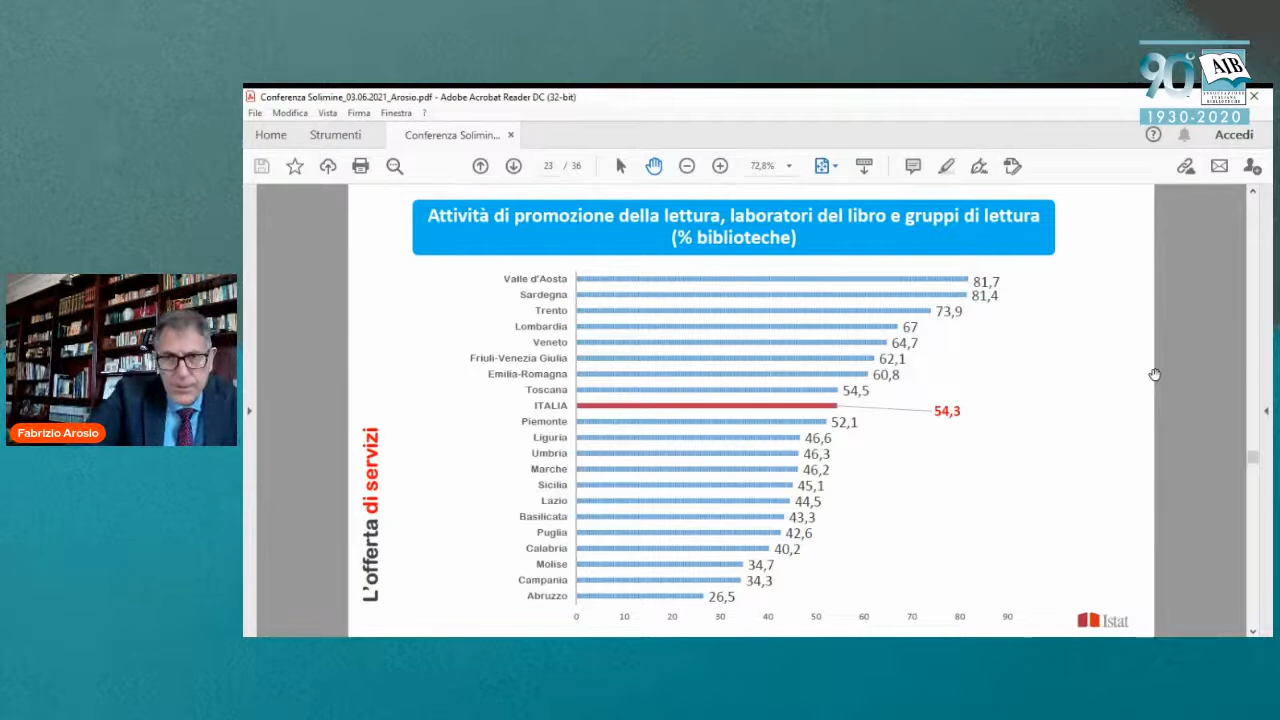 90°
AIB
ASSOCIAZIONE
ITALIANA
BIBLIOTECHE
1930-2020
Conferenza Solimine_03.06.2021_Arosio.pdf - Adobe Acrobat Reader DC (32-bit)
File Modifica Vista Firma Finestra ?
Home Strumenti Conferenza Solimin... × Accedi
23 / 36 72,8%
Attività di promozione della lettura, laboratori del libro e gruppi di lettura
(% biblioteche)
Valle d'Aosta 81,7
Sardegna 81,4
Trento 73,9
Lombardia 67
Veneto 64,7
Friuli-Venezia Giulia 62,1
Emilia-Romagna 60,8
Toscana 54,5
ITALIA 54,3
Piemonte 52,1
Liguria 46,6
Umbria 46,3
Marche 46,2
Sicilia 45,1
Lazio 44,5
Basilicata 43,3
Puglia 42,6
Calabria 40,2
Molise 34,7
Campania 34,3
Abruzzo 26,5
0 10 20 30 40 50 60 70 80 90
L'offerta di servizi
Istat
Fabrizio Arosio